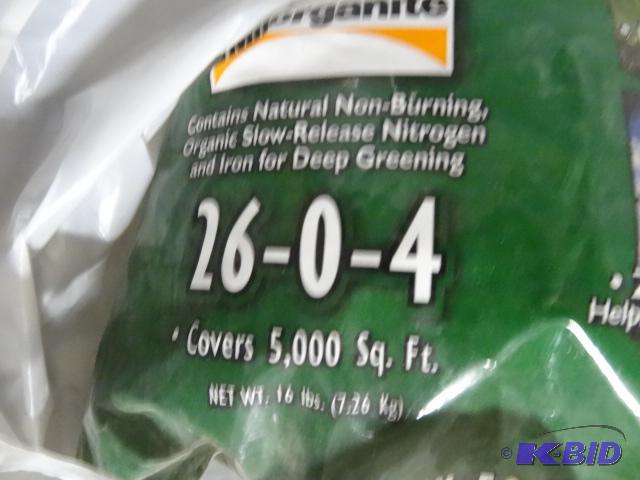 Contains Natural Non-Burning,
Organic Slow-Release Nitrogen
and Iron for Deep Greening
26-0-4
• Covers 5,000 Sq. Ft.
Help
NET WT. 16 lbs. (7.26 Kg)
© K-BID